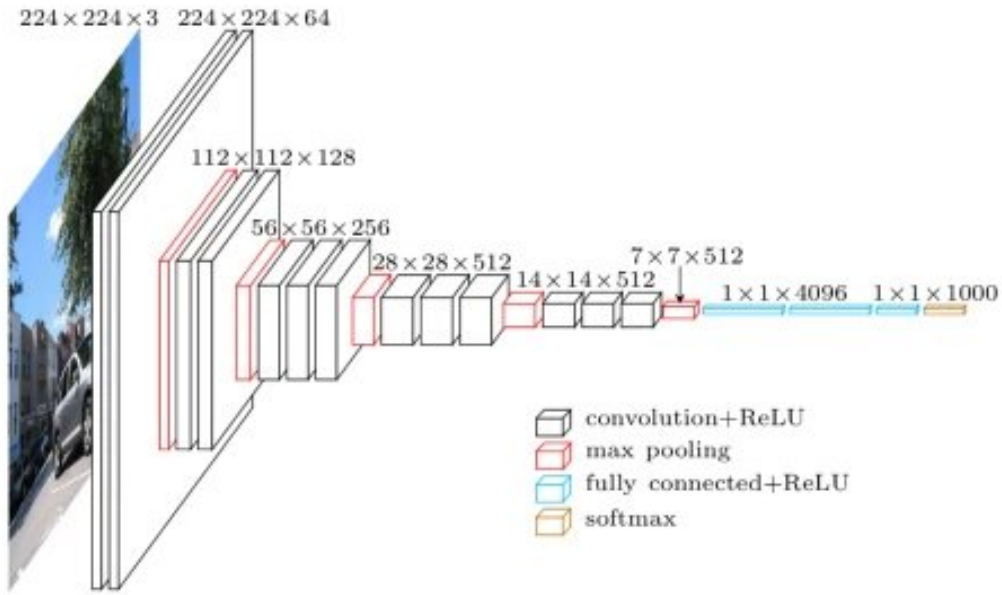 224×224×3
224×224×64
112×112×128
56×56×256
28×28×512
14×14×512
7×7×512
1×1×4096
1×1×1000
convolution+ReLU
max pooling
fully connected+ReLU
softmax